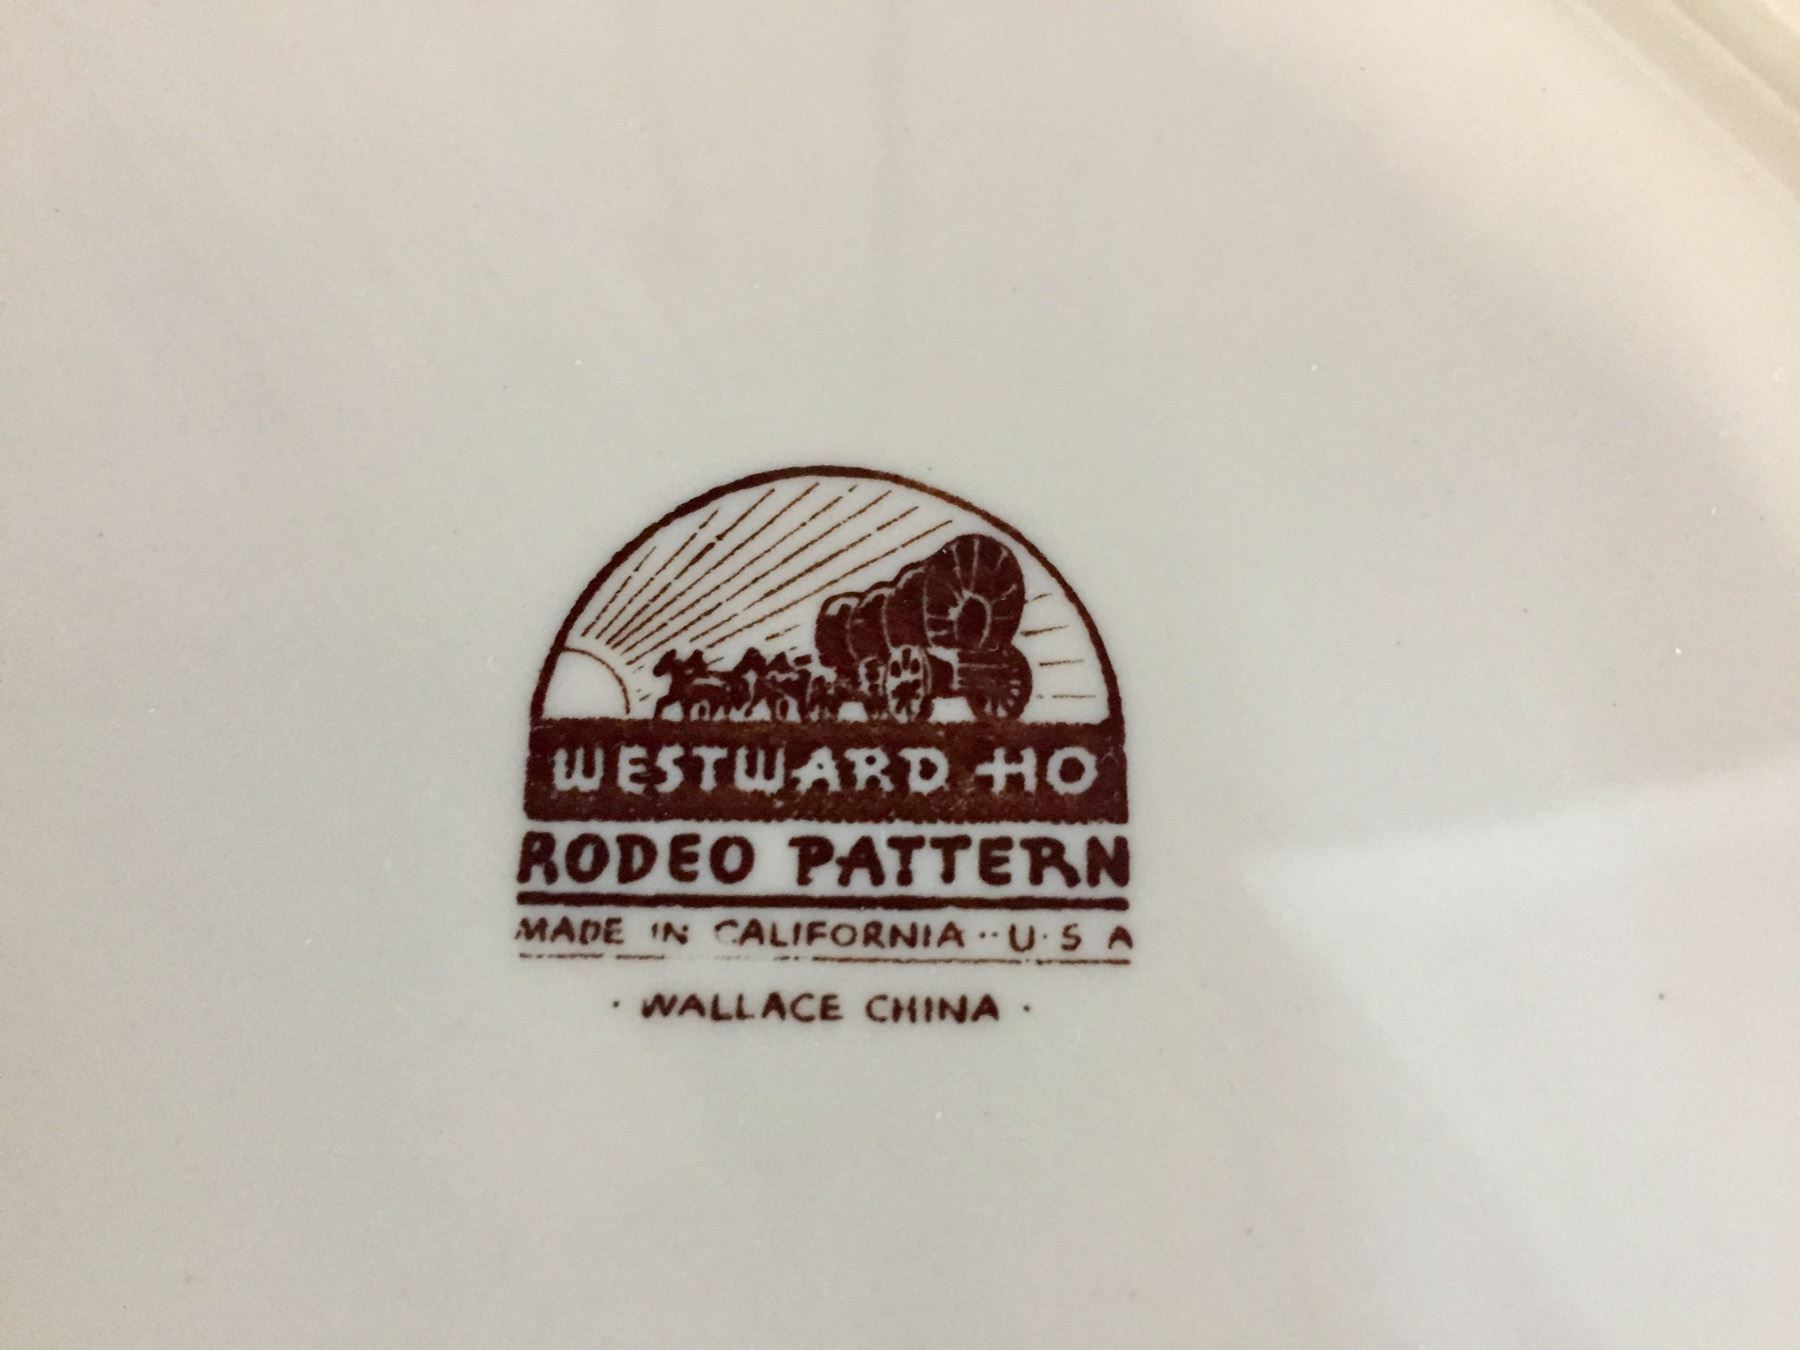 WESTWARD HO
RODEO PATTERN
MADE IN CALIFORNIA ·· U · S A
· WALLACE CHINA ·